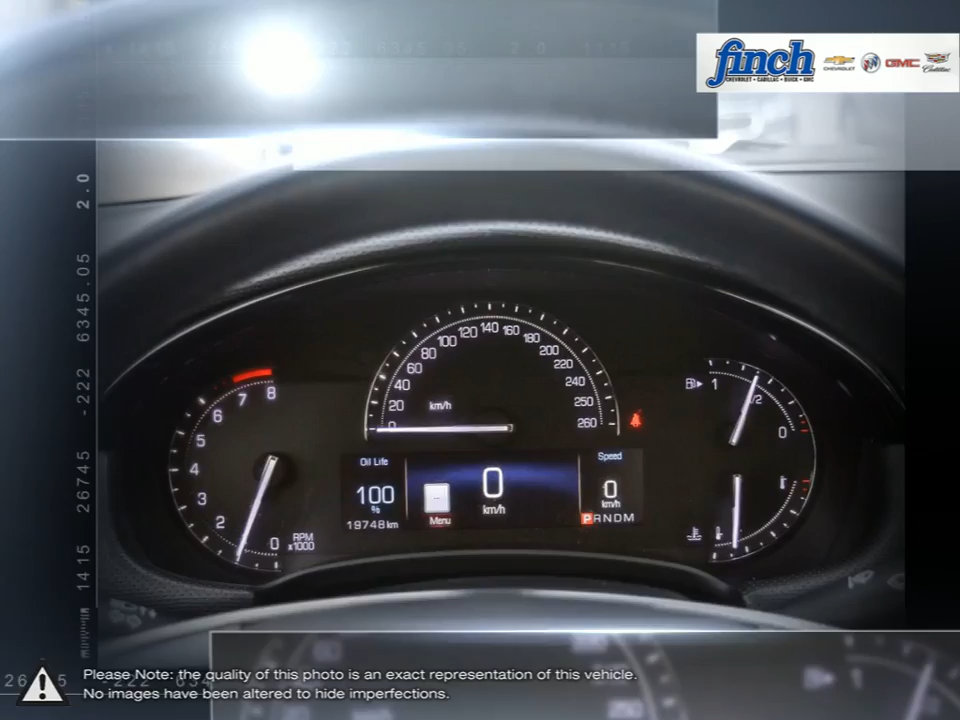 finch
CHEVROLET • CADILLAC • BUICK • GMC
CHEVROLET
GMC
Cadillac
2.0
6345.05
-222
26745
1415
0
20
40
60
80
100
120
140
160
180
200
220
240
250
260
km/h
8
7
6
5
4
3
2
0
RPM
x1000
1
1/2
0
Oil Life
100
%
19748 km
Menu
0
km/h
Speed
0
km/h
PRNDM
Please Note: the quality of this photo is an exact representation of this vehicle.
No images have been altered to hide imperfections.